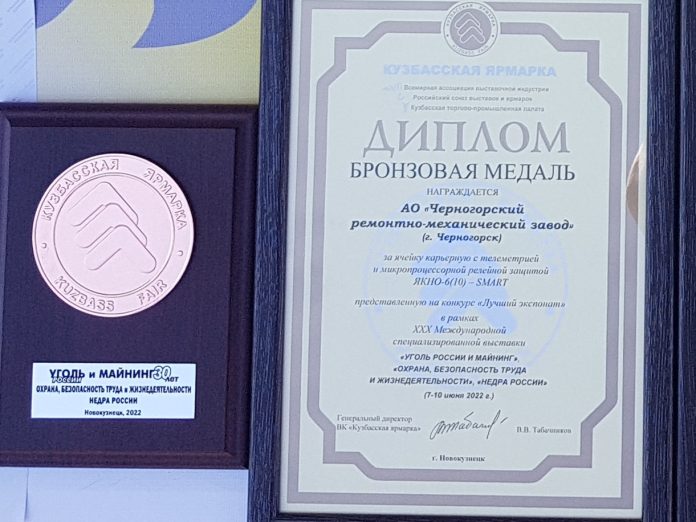 КУЗБАССКАЯ ЯРМАРКА
KUZBASS FAIR
УГОЛЬ и МАЙНИНГ 30
РОССИИ ЛЕТ
ОХРАНА, БЕЗОПАСНОСТЬ ТРУДА и ЖИЗНЕДЕЯТЕЛЬНОСТИ
НЕДРА РОССИИ
Новокузнецк, 2022
КУЗБАССКАЯ ЯРМАРКА
KUZBASS FAIR
КУЗБАССКАЯ ЯРМАРКА
Всемирная ассоциация выставочной индустрии
Российский союз выставок и ярмарок
Кузбасская торгово-промышленная палата
ДИПЛОМ
БРОНЗОВАЯ МЕДАЛЬ
НАГРАЖДАЕТСЯ
АО «Черногорский
ремонтно-механический завод»
(г. Черногорск)
за ячейку карьерную с телеметрией
и микропроцессорной релейной защитой
ЯКНО-6(10) – SMART
представленную на конкурс «Лучший экспонат»
в рамках
XXX Международной
специализированной выставки
«УГОЛЬ РОССИИ И МАЙНИНГ»,
«ОХРАНА, БЕЗОПАСНОСТЬ ТРУДА
И ЖИЗНЕДЕЯТЕЛЬНОСТИ», «НЕДРА РОССИИ»
(7-10 июня 2022 г.)
Генеральный директор
ВК «Кузбасская ярмарка» В.В. Табачников
г. Новокузнецк